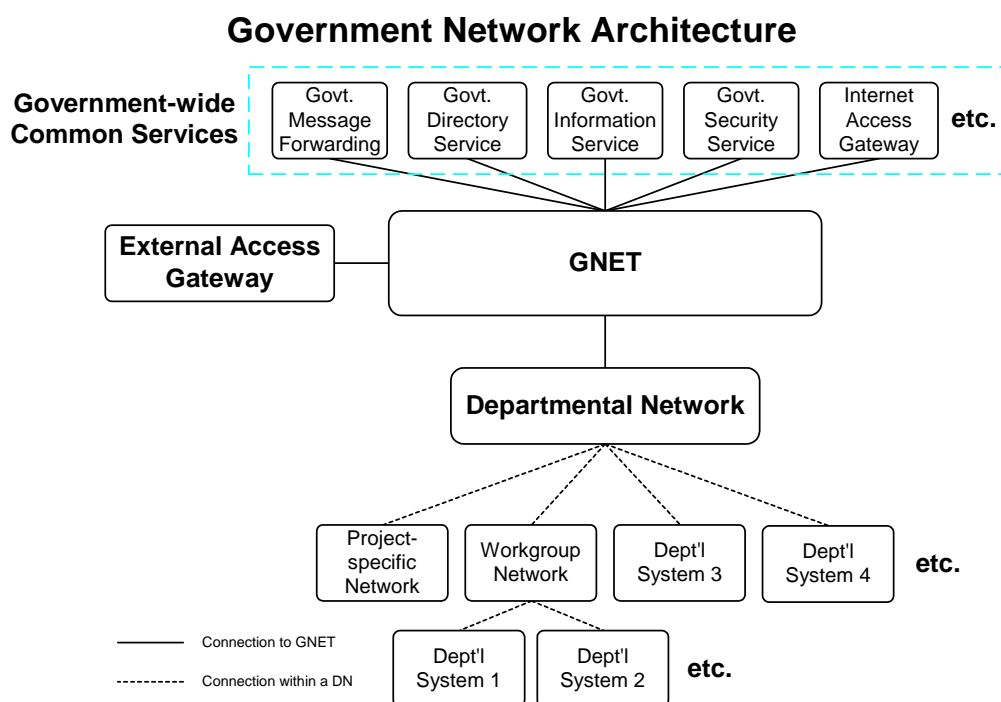 Government Network Architecture
Government-wide
Common Services
Govt.
Message
Forwarding
Govt.
Directory
Service
Govt.
Information
Service
Govt.
Security
Service
Internet
Access
Gateway
etc.
External Access
Gateway
GNET
Departmental Network
Project-
specific
Network
Workgroup
Network
Dept'l
System 3
Dept'l
System 4
etc.
Connection to GNET
Connection within a DN
Dept'l
System 1
Dept'l
System 2
etc.